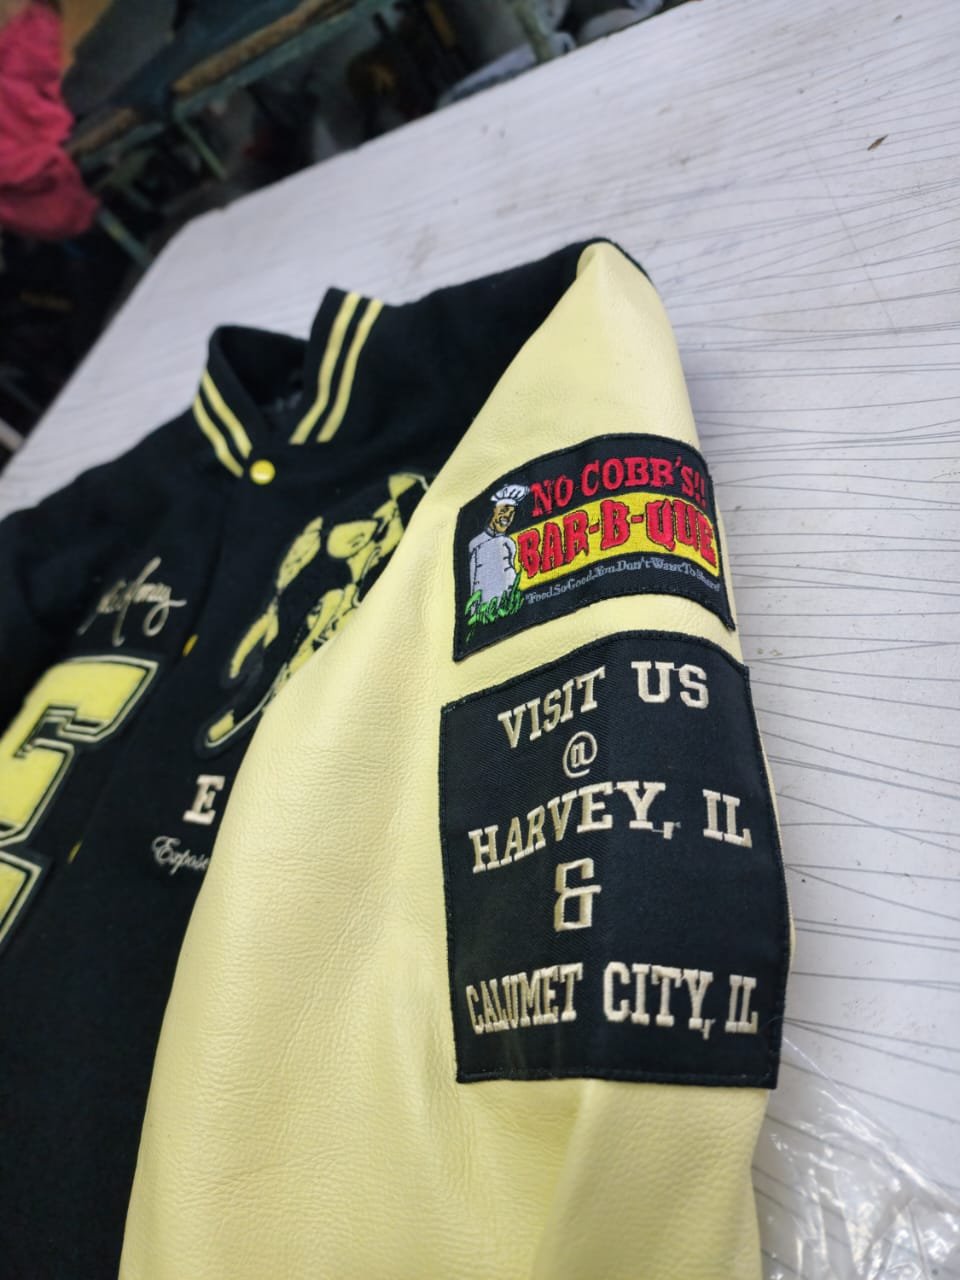 NO COBB'S!!
BAR-B-QUE
Fresh
"Food So Good, You Don't Want To Share"
VISIT US
@
HARVEY, IL
&
CALUMET CITY, IL
E
E